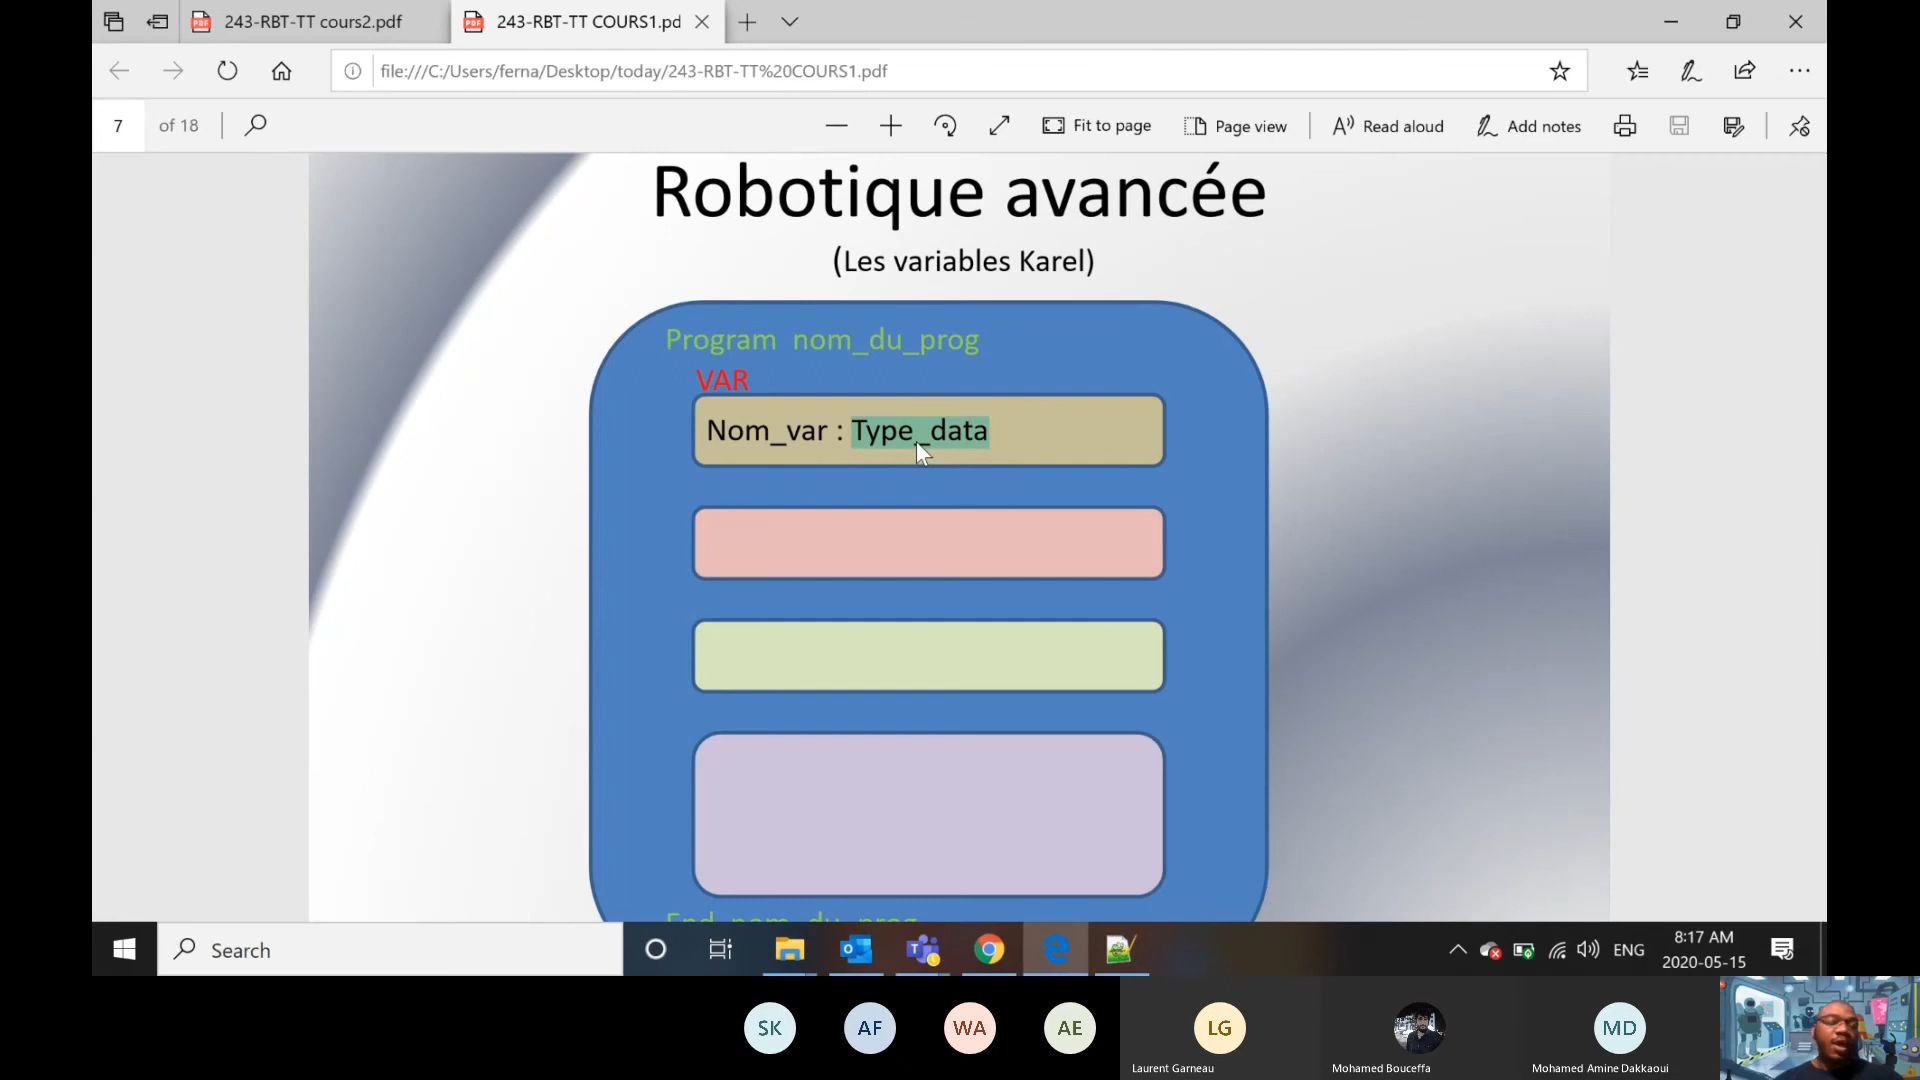 243-RBT-TT cours2.pdf
243-RBT-TT COURS1.pd
file:///C:/Users/ferna/Desktop/today/243-RBT-TT%20COURS1.pdf
7 of 18
Fit to page
Page view
Read aloud
Add notes
Robotique avancée
(Les variables Karel)
Program nom_du_prog
VAR
Nom_var : Type_data
End nom_du_prog
Search
ENG
8:17 AM
2020-05-15
SK
AF
WA
AE
LG
MD
Laurent Garneau
Mohamed Bouceffa
Mohamed Amine Dakkaoui